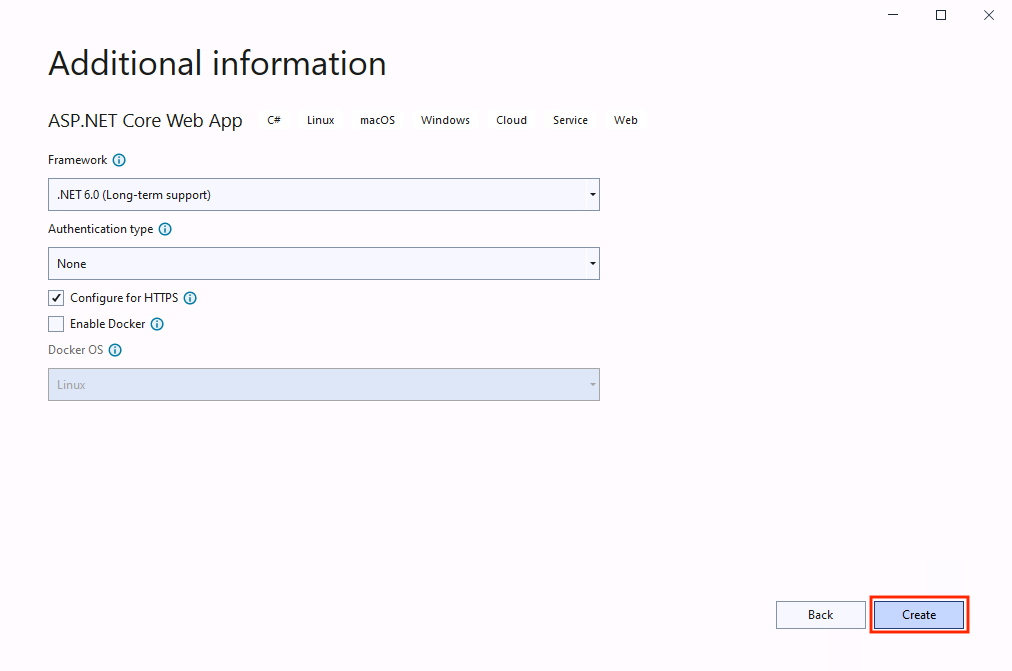 Additional information
ASP.NET Core Web App C# Linux macOS Windows Cloud Service Web
Framework
.NET 6.0 (Long-term support)
Authentication type
None
Configure for HTTPS
Enable Docker
Docker OS
Linux
Back Create